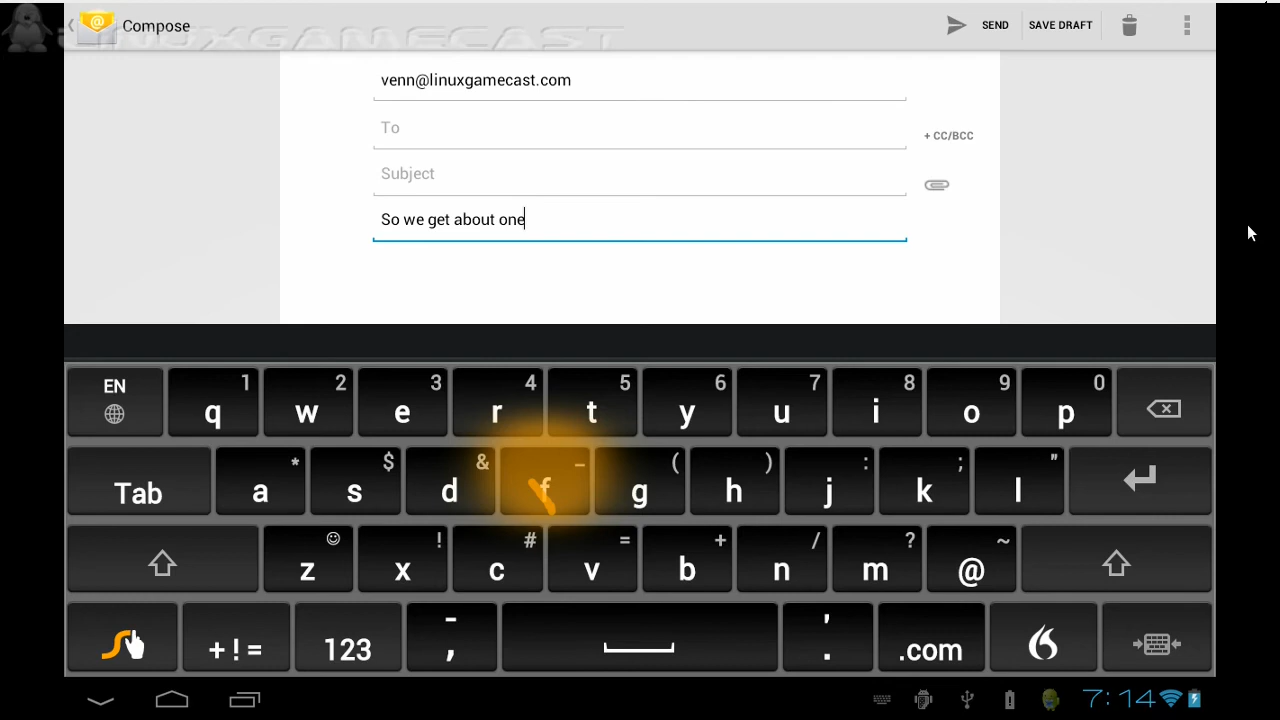 LINUXGAMECAST
Compose
SEND
SAVE DRAFT
venn@linuxgamecast.com
To
+ CC/BCC
Subject
So we get about one
EN
1 q
2 w
3 e
4 r
5 t
6 y
7 u
8 i
9 o
0 p
Tab
* a
$ s
& d
_ f
( g
) h
: j
; k
" l
z
! x
# c
= v
+ b
/ n
? m
~ @
+!=
123
- ,
' .
.com
7:14